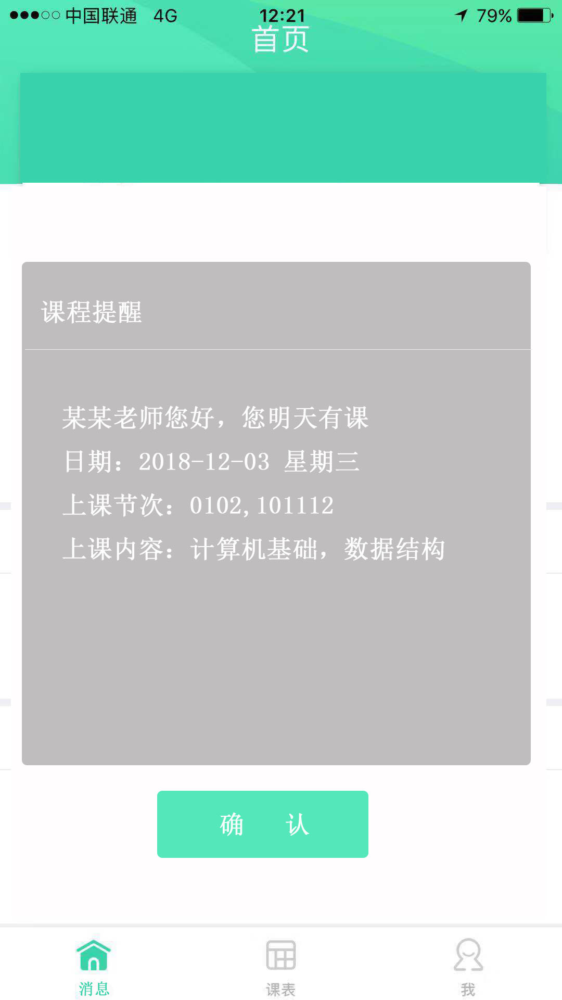 中国联通 4G 12:21 79%
首页
课程提醒
某某老师您好，您明天有课
日期：2018-12-03 星期三
上课节次：0102,101112
上课内容：计算机基础，数据结构
确 认
消息 课表 我